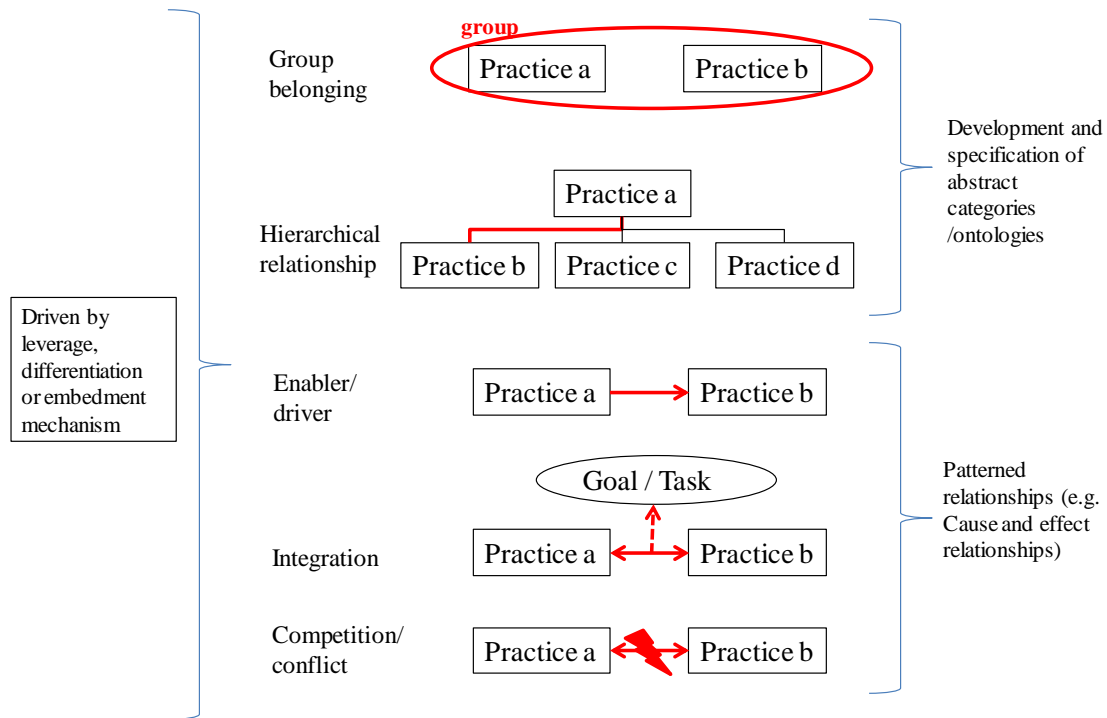 group
Group
belonging
Practice a
Practice b
Development and
specification of
abstract
categories
/ontologies
Practice a
Hierarchical
relationship
Practice b
Practice c
Practice d
Driven by
leverage,
differentiation
or embedment
mechanism
Enabler/
driver
Practice a
Practice b
Goal / Task
Patterned
relationships (e.g.
Cause and effect
relationships)
Integration
Practice a
Practice b
Competition/
conflict
Practice a
Practice b